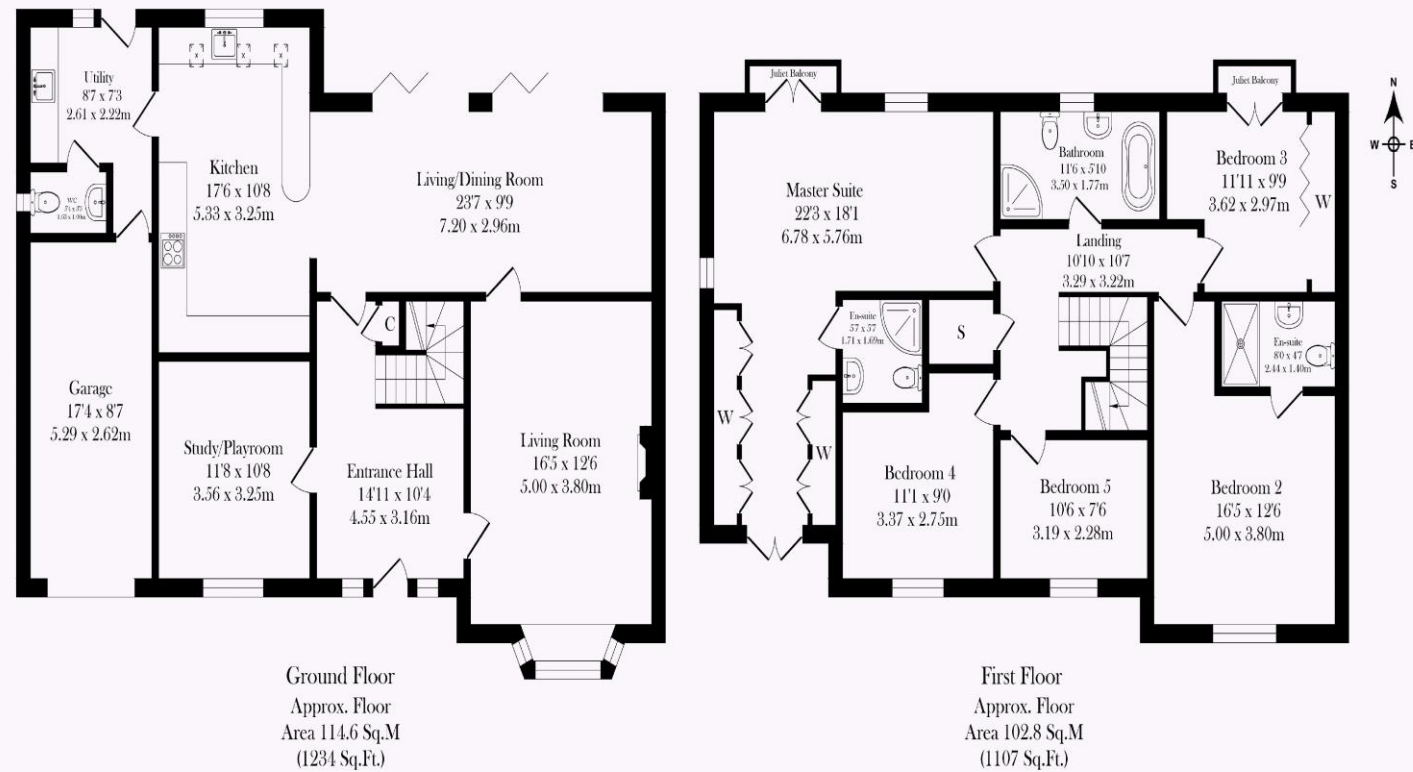 Utility
8'7 x 7'3
2.61 x 2.22m
WC
Kitchen
17'6 x 10'8
5.33 x 3.25m
Living/Dining Room
23'7 x 9'9
7.20 x 2.96m
C
Garage
17'4 x 8'7
5.29 x 2.62m
Study/Playroom
11'8 x 10'8
3.56 x 3.25m
Entrance Hall
14'11 x 10'4
4.55 x 3.16m
Living Room
16'5 x 12'6
5.00 x 3.80m
Ground Floor
Approx. Floor
Area 114.6 Sq.M
(1234 Sq.Ft.)
Juliet Balcony
Juliet Balcony
Master Suite
22'3 x 18'1
6.78 x 5.76m
Bathroom
11'6 x 5'10
3.50 x 1.77m
Bedroom 3
11'11 x 9'9
3.62 x 2.97m
W
Landing
10'10 x 10'7
3.29 x 3.22m
En-suite
5'7 x 5'7
1.71 x 1.69m
S
En-suite
8'0 x 4'7
2.44 x 1.40m
W
W
Bedroom 4
11'1 x 9'0
3.37 x 2.75m
Bedroom 5
10'6 x 7'6
3.19 x 2.28m
Bedroom 2
16'5 x 12'6
5.00 x 3.80m
First Floor
Approx. Floor
Area 102.8 Sq.M
(1107 Sq.Ft.)
N
W E
S